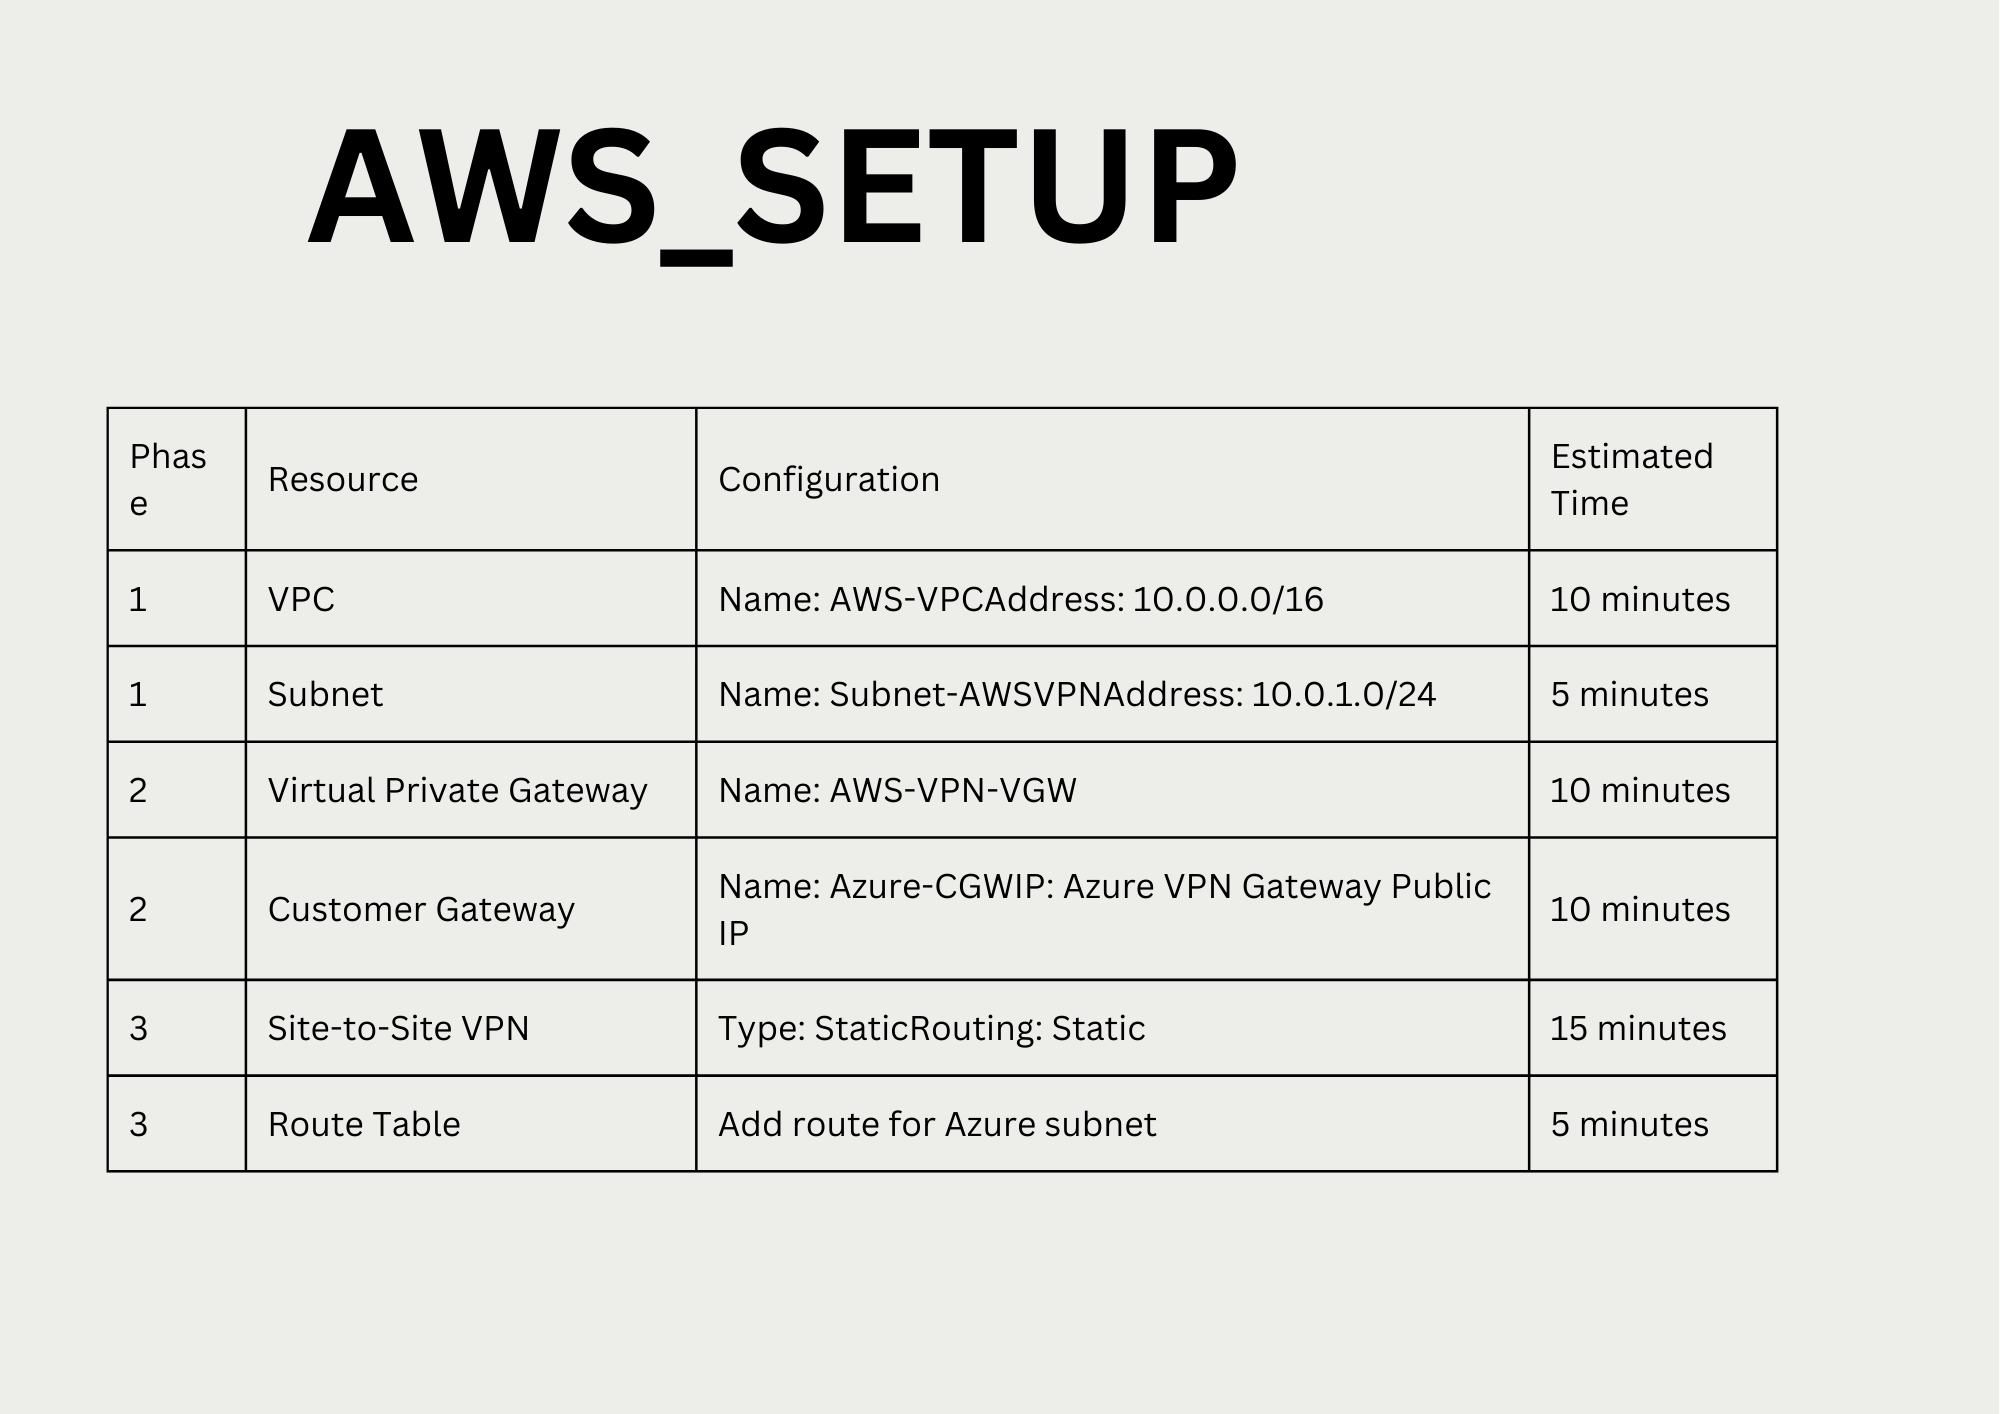 AWS_SETUP
Phas
e
Resource
Configuration
Estimated
Time
1
VPC
Name: AWS-VPCAddress: 10.0.0.0/16
10 minutes
1
Subnet
Name: Subnet-AWSVPNAddress: 10.0.1.0/24
5 minutes
2
Virtual Private Gateway
Name: AWS-VPN-VGW
10 minutes
2
Customer Gateway
Name: Azure-CGWIP: Azure VPN Gateway Public
IP
10 minutes
3
Site-to-Site VPN
Type: StaticRouting: Static
15 minutes
3
Route Table
Add route for Azure subnet
5 minutes